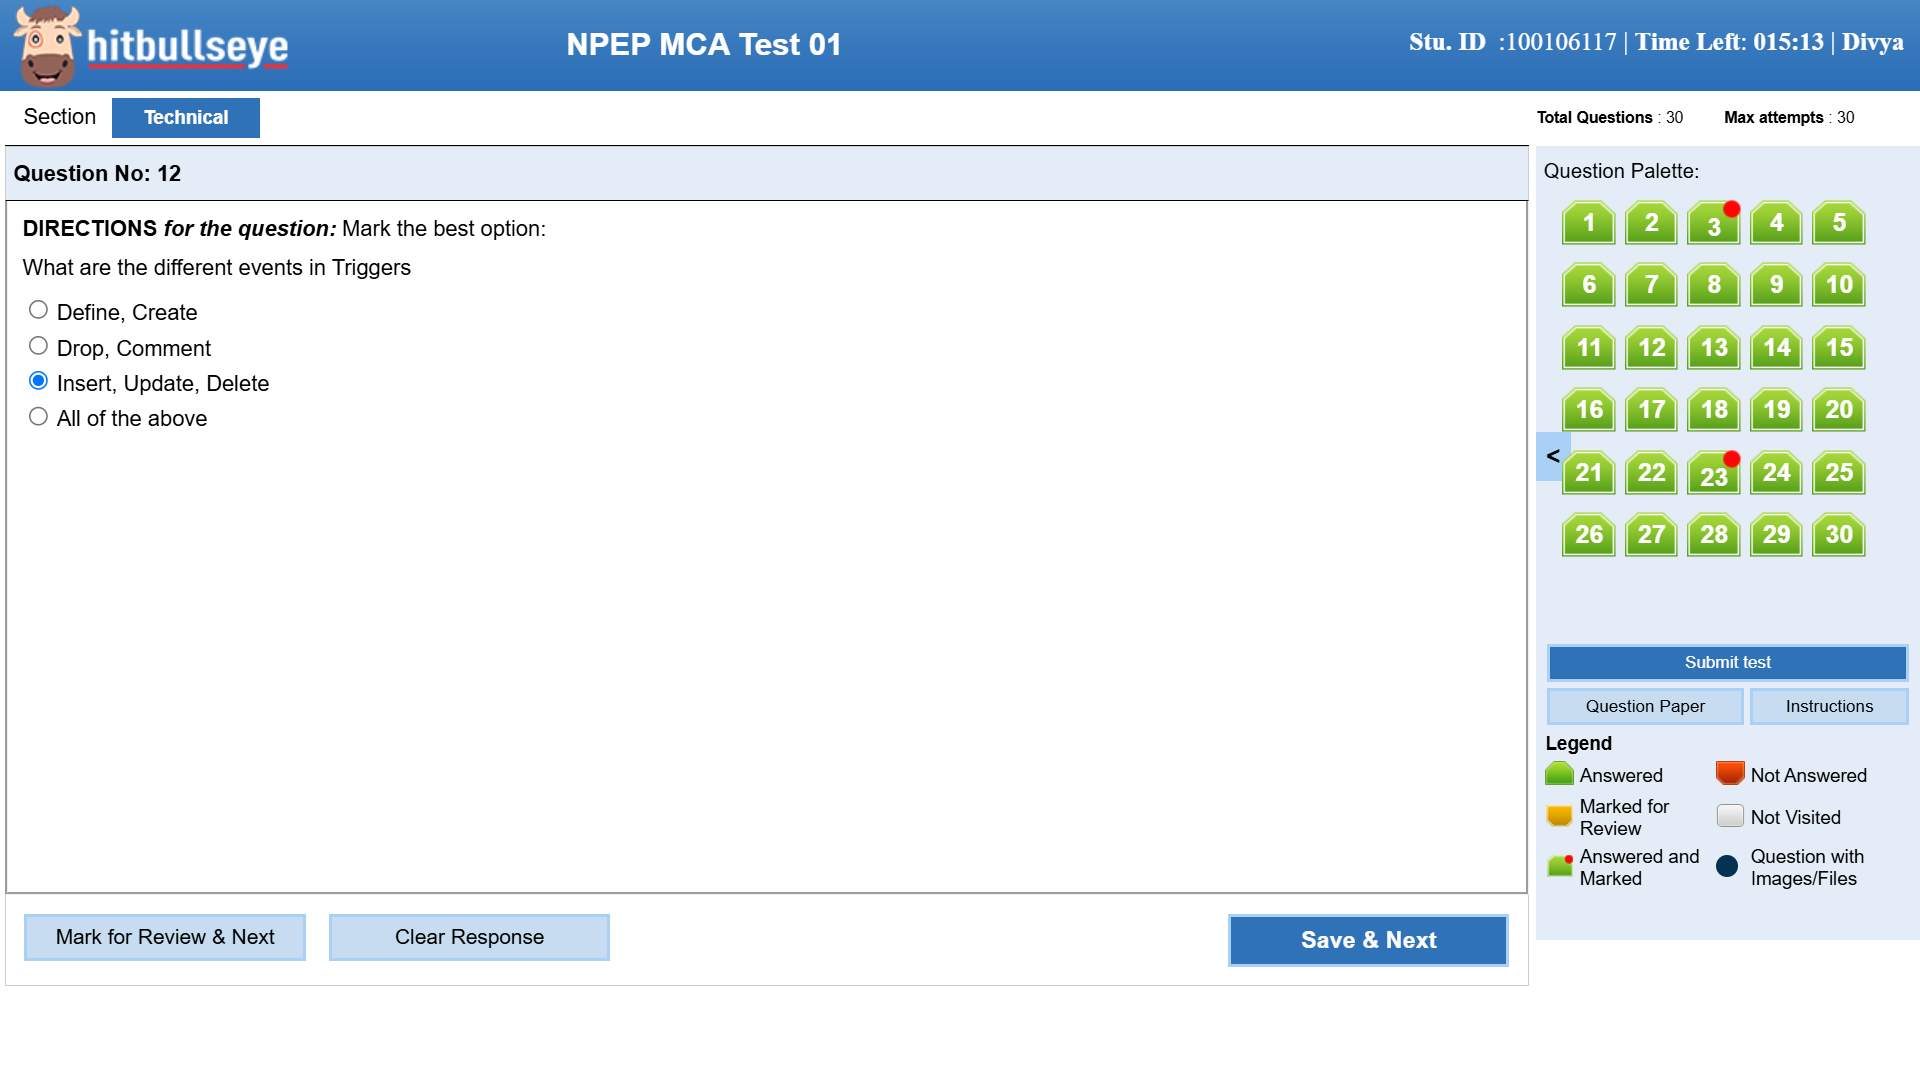 hitbullseye
NPEP MCA Test 01
Stu. ID :100106117 | Time Left: 015:13 | Divya
Section
Technical
Total Questions : 30
Max attempts : 30
Question No: 12
DIRECTIONS for the question: Mark the best option:
What are the different events in Triggers
Define, Create
Drop, Comment
Insert, Update, Delete
All of the above
Mark for Review & Next
Clear Response
Save & Next
Question Palette:
1 2 3 4 5
6 7 8 9 10
11 12 13 14 15
16 17 18 19 20
<
21 22 23 24 25
26 27 28 29 30
Submit test
Question Paper
Instructions
Legend
Answered
Not Answered
Marked for
Review
Not Visited
Answered and
Marked
Question with
Images/Files